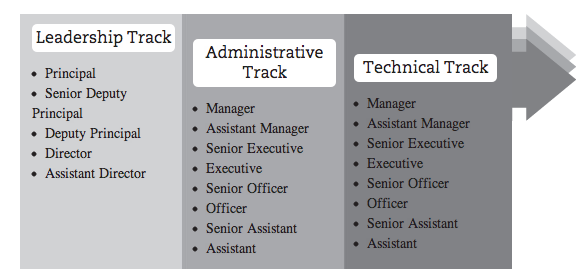 Leadership Track
• Principal
• Senior Deputy
Principal
• Deputy Principal
• Director
• Assistant Director
Administrative
Track
• Manager
• Assistant Manager
• Senior Executive
• Executive
• Senior Officer
• Officer
• Senior Assistant
• Assistant
Technical Track
• Manager
• Assistant Manager
• Senior Executive
• Executive
• Senior Officer
• Officer
• Senior Assistant
• Assistant